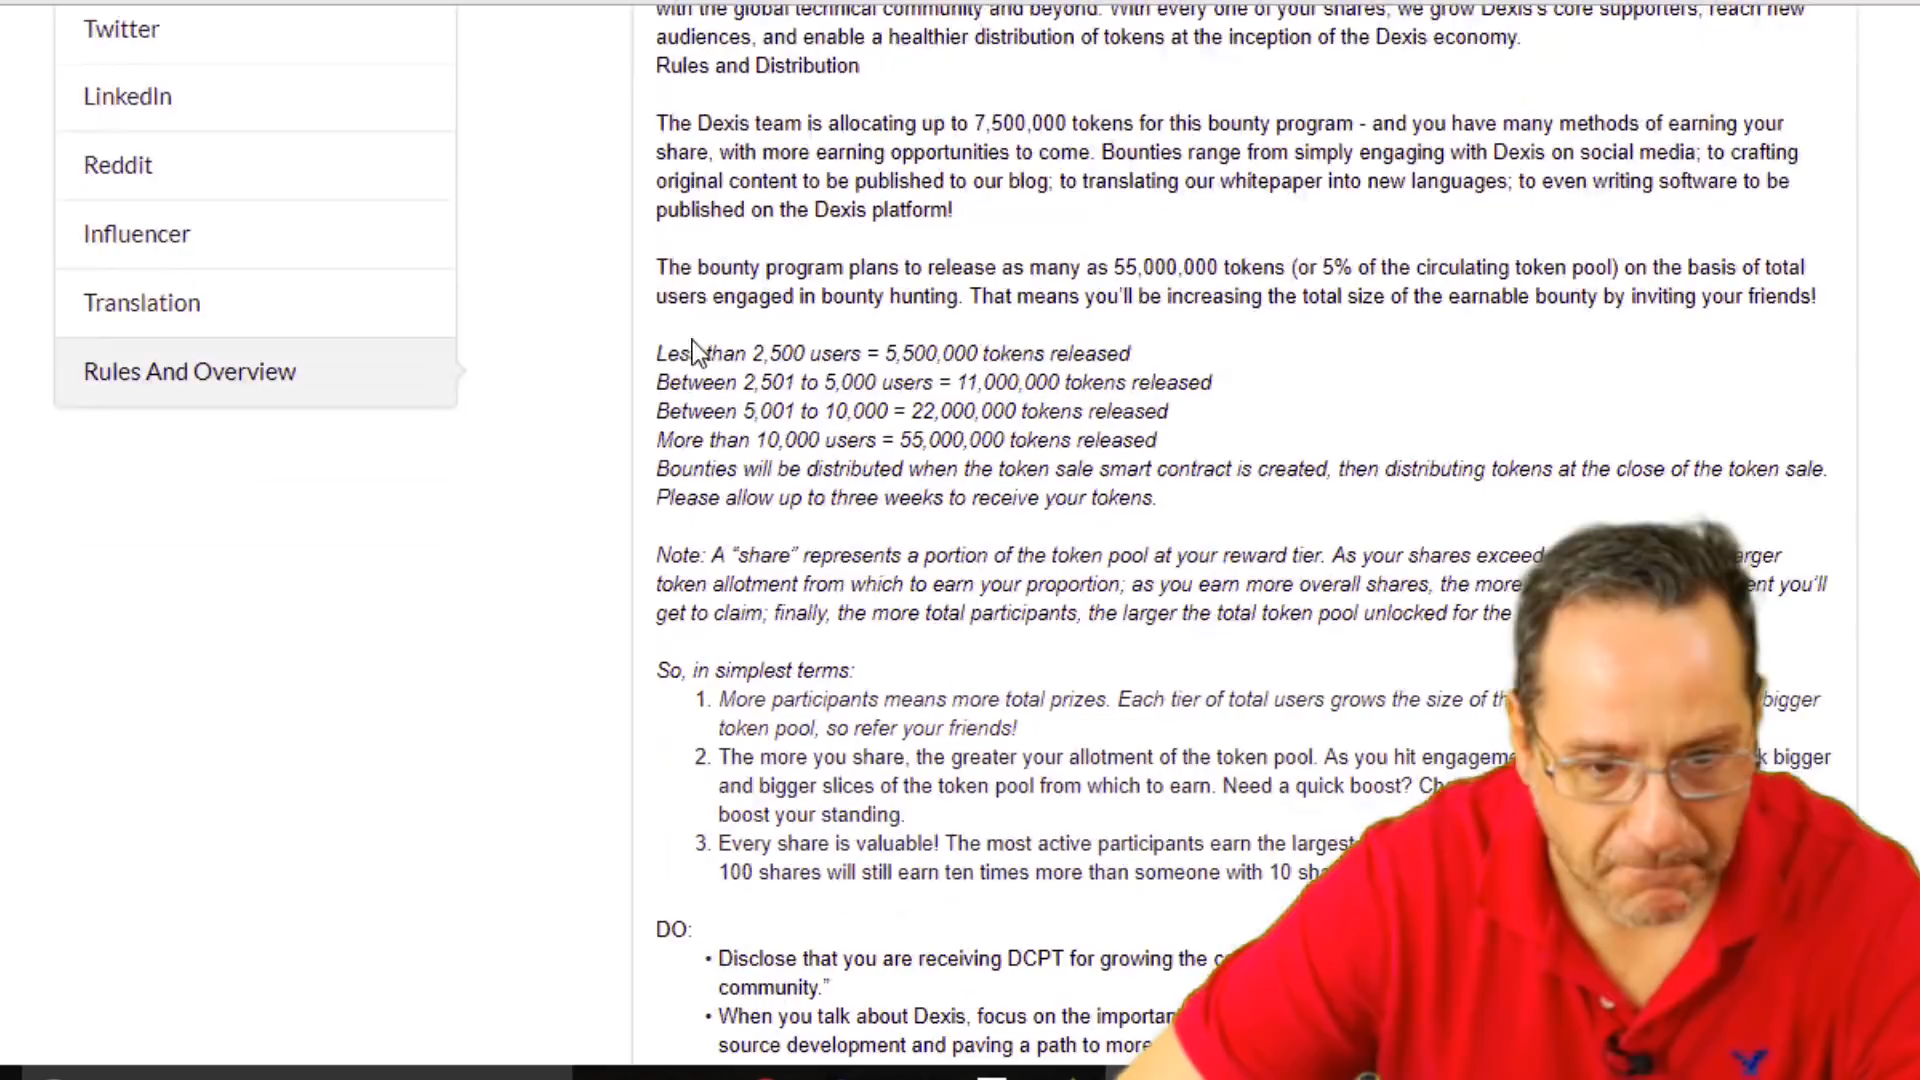 Twitter
LinkedIn
Reddit
Influencer
Translation
Rules And Overview
with the global technical community and beyond. With every one of your shares, we grow Dexis's core supporters, reach new
audiences, and enable a healthier distribution of tokens at the inception of the Dexis economy.
Rules and Distribution
The Dexis team is allocating up to 7,500,000 tokens for this bounty program - and you have many methods of earning your
share, with more earning opportunities to come. Bounties range from simply engaging with Dexis on social media; to crafting
original content to be published to our blog; to translating our whitepaper into new languages; to even writing software to be
published on the Dexis platform!
The bounty program plans to release as many as 55,000,000 tokens (or 5% of the circulating token pool) on the basis of total
users engaged in bounty hunting. That means you'll be increasing the total size of the earnable bounty by inviting your friends!
Less than 2,500 users = 5,500,000 tokens released
Between 2,501 to 5,000 users = 11,000,000 tokens released
Between 5,001 to 10,000 = 22,000,000 tokens released
More than 10,000 users = 55,000,000 tokens released
Bounties will be distributed when the token sale smart contract is created, then distributing tokens at the close of the token sale.
Please allow up to three weeks to receive your tokens.
Note: A “share” represents a portion of the token pool at your reward tier. As your shares exceed
token allotment from which to earn your proportion; as you earn more overall shares, the more you'll
get to claim; finally, the more total participants, the larger the total token pool unlocked for the
So, in simplest terms:
1. More participants means more total prizes. Each tier of total users grows the size of bigger
token pool, so refer your friends!
2. The more you share, the greater your allotment of the token pool. As you hit bigger
and bigger slices of the token pool from which to earn. Need a quick boost?
boost your standing.
3. Every share is valuable! The most active participants earn the largest
100 shares will still earn ten times more than someone with 10
DO:
• Disclose that you are receiving DCPT for growing the
community.”
• When you talk about Dexis, focus on the
source development and paving a path to more